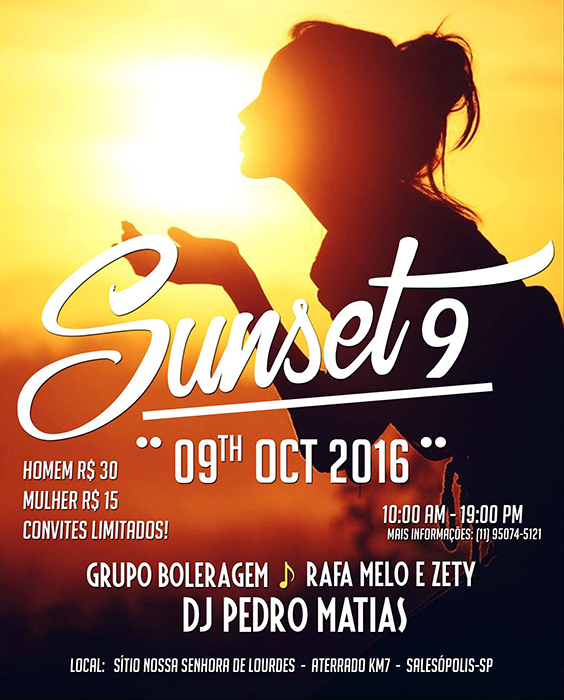 Sunset 9
¨ 09TH OCT 2016 ¨
HOMEM R$ 30
MULHER R$ 15
CONVITES LIMITADOS!
10:00 AM - 19:00 PM
MAIS INFORMAÇÕES: (11) 95074-5121
GRUPO BOLERAGEM ♪ RAFA MELO E ZETY
DJ PEDRO MATIAS
LOCAL: SÍTIO NOSSA SENHORA DE LOURDES - ATERRADO KM7 - SALESÓPOLIS-SP